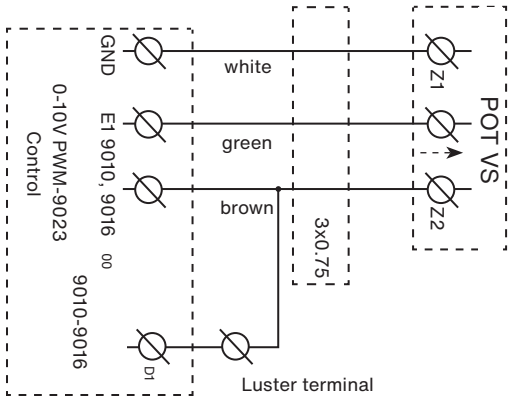 GND
white
Z1
E1 9010, 9016
green
POT VS
0-10V PWM-9023
Control
brown
Z2
00
3x0.75
9010-9016
D1
Luster terminal